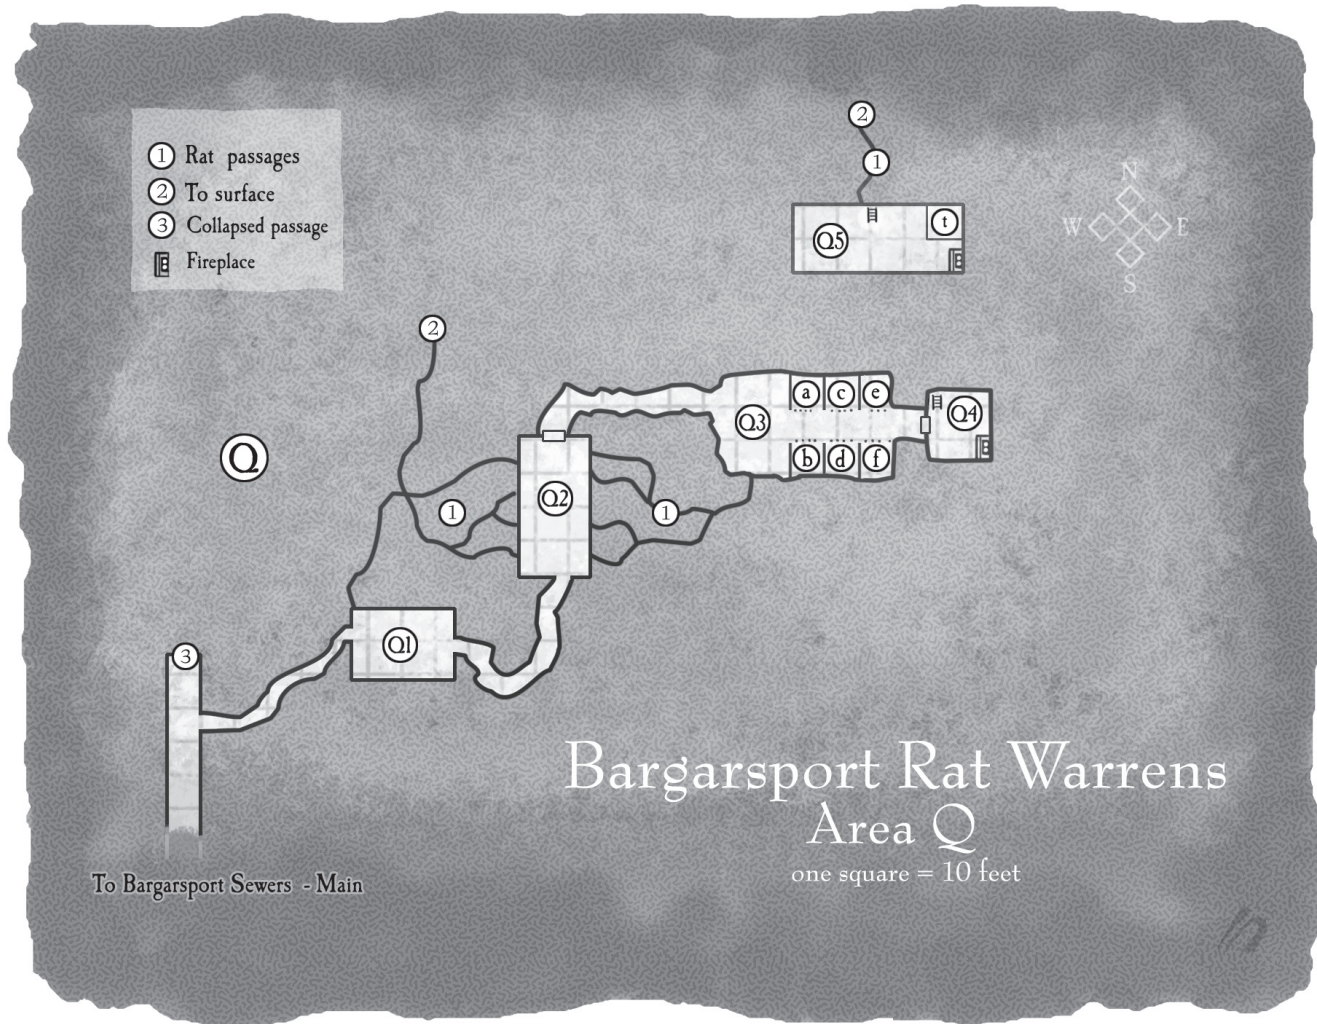 2
1 Rat passages
2 To surface
3 Collapsed passage
Fireplace
1
N
W E
S
Q5 t
2
a c e
Q3 Q4
b d f
Q
Q2
1 1
Q1
3
Bargarsport Rat Warrens
Area Q
one square = 10 feet
To Bargarsport Sewers - Main